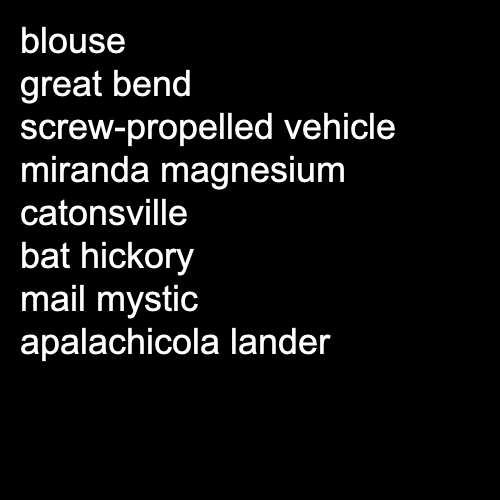 blouse
great bend
screw-propelled vehicle
miranda magnesium
catonsville
bat hickory
mail mystic
apalachicola lander